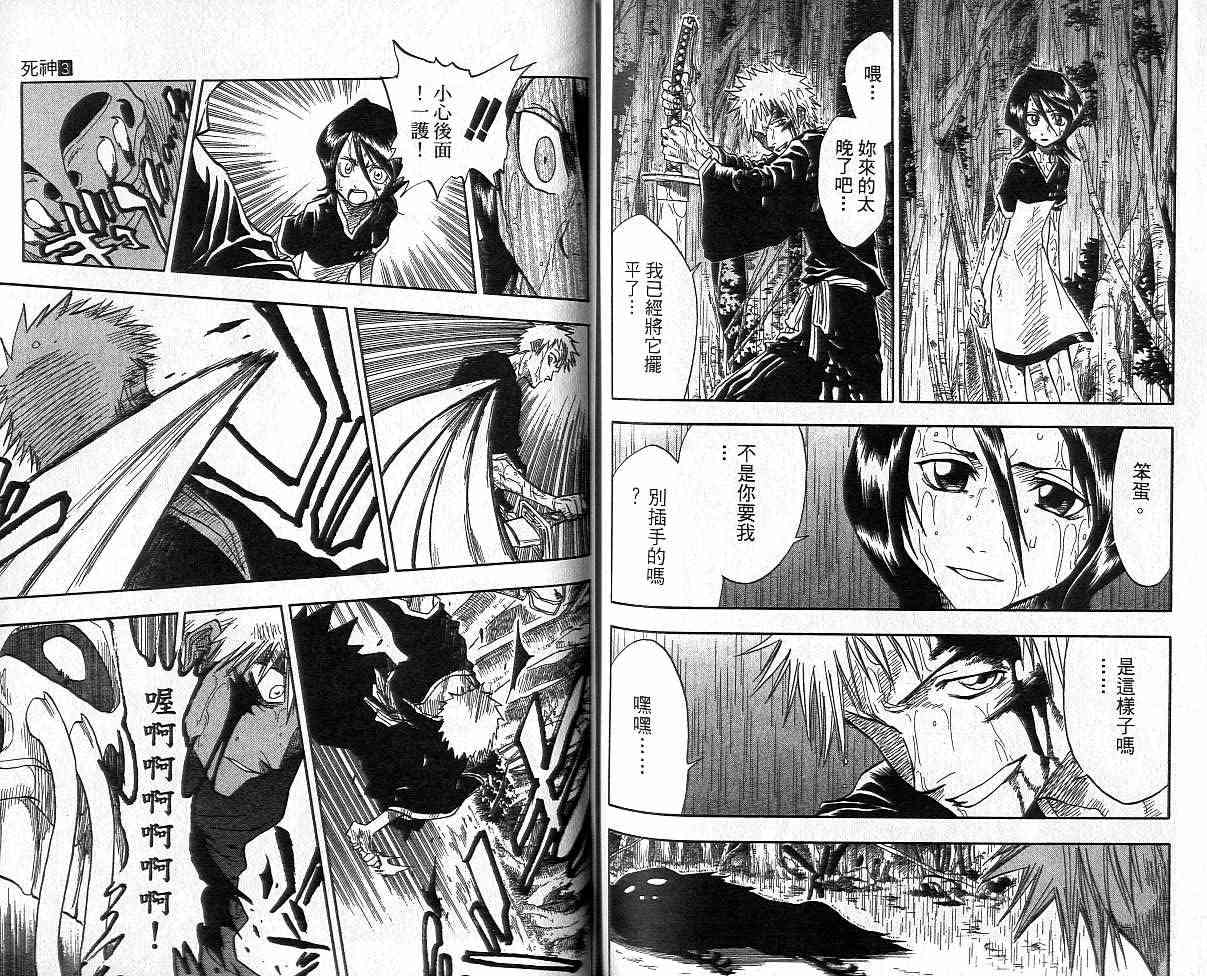 喂…
妳來的太
晚了吧…
我已經將它擺
平了…
笨蛋。
不是你要我
…
別插手的嗎
?
是這樣子嗎
……
嘿嘿……
死神3
!!
小心後面
!一護!
喔啊啊啊啊啊啊!